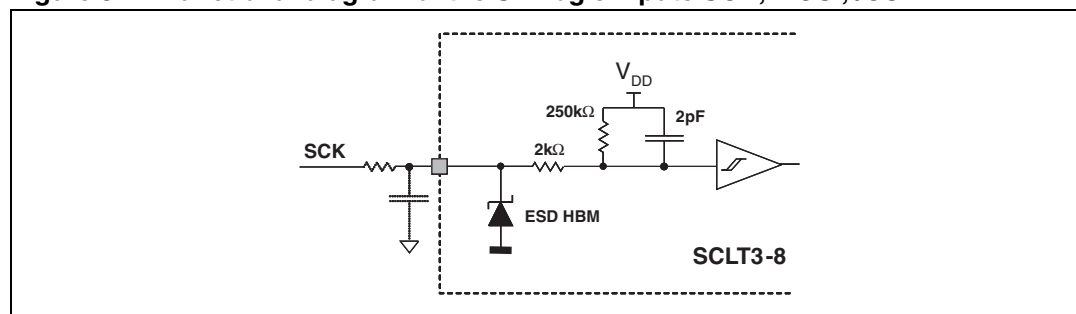 V DD
250kΩ
2pF
2kΩ
SCK
ESD HBM
SCLT3-8